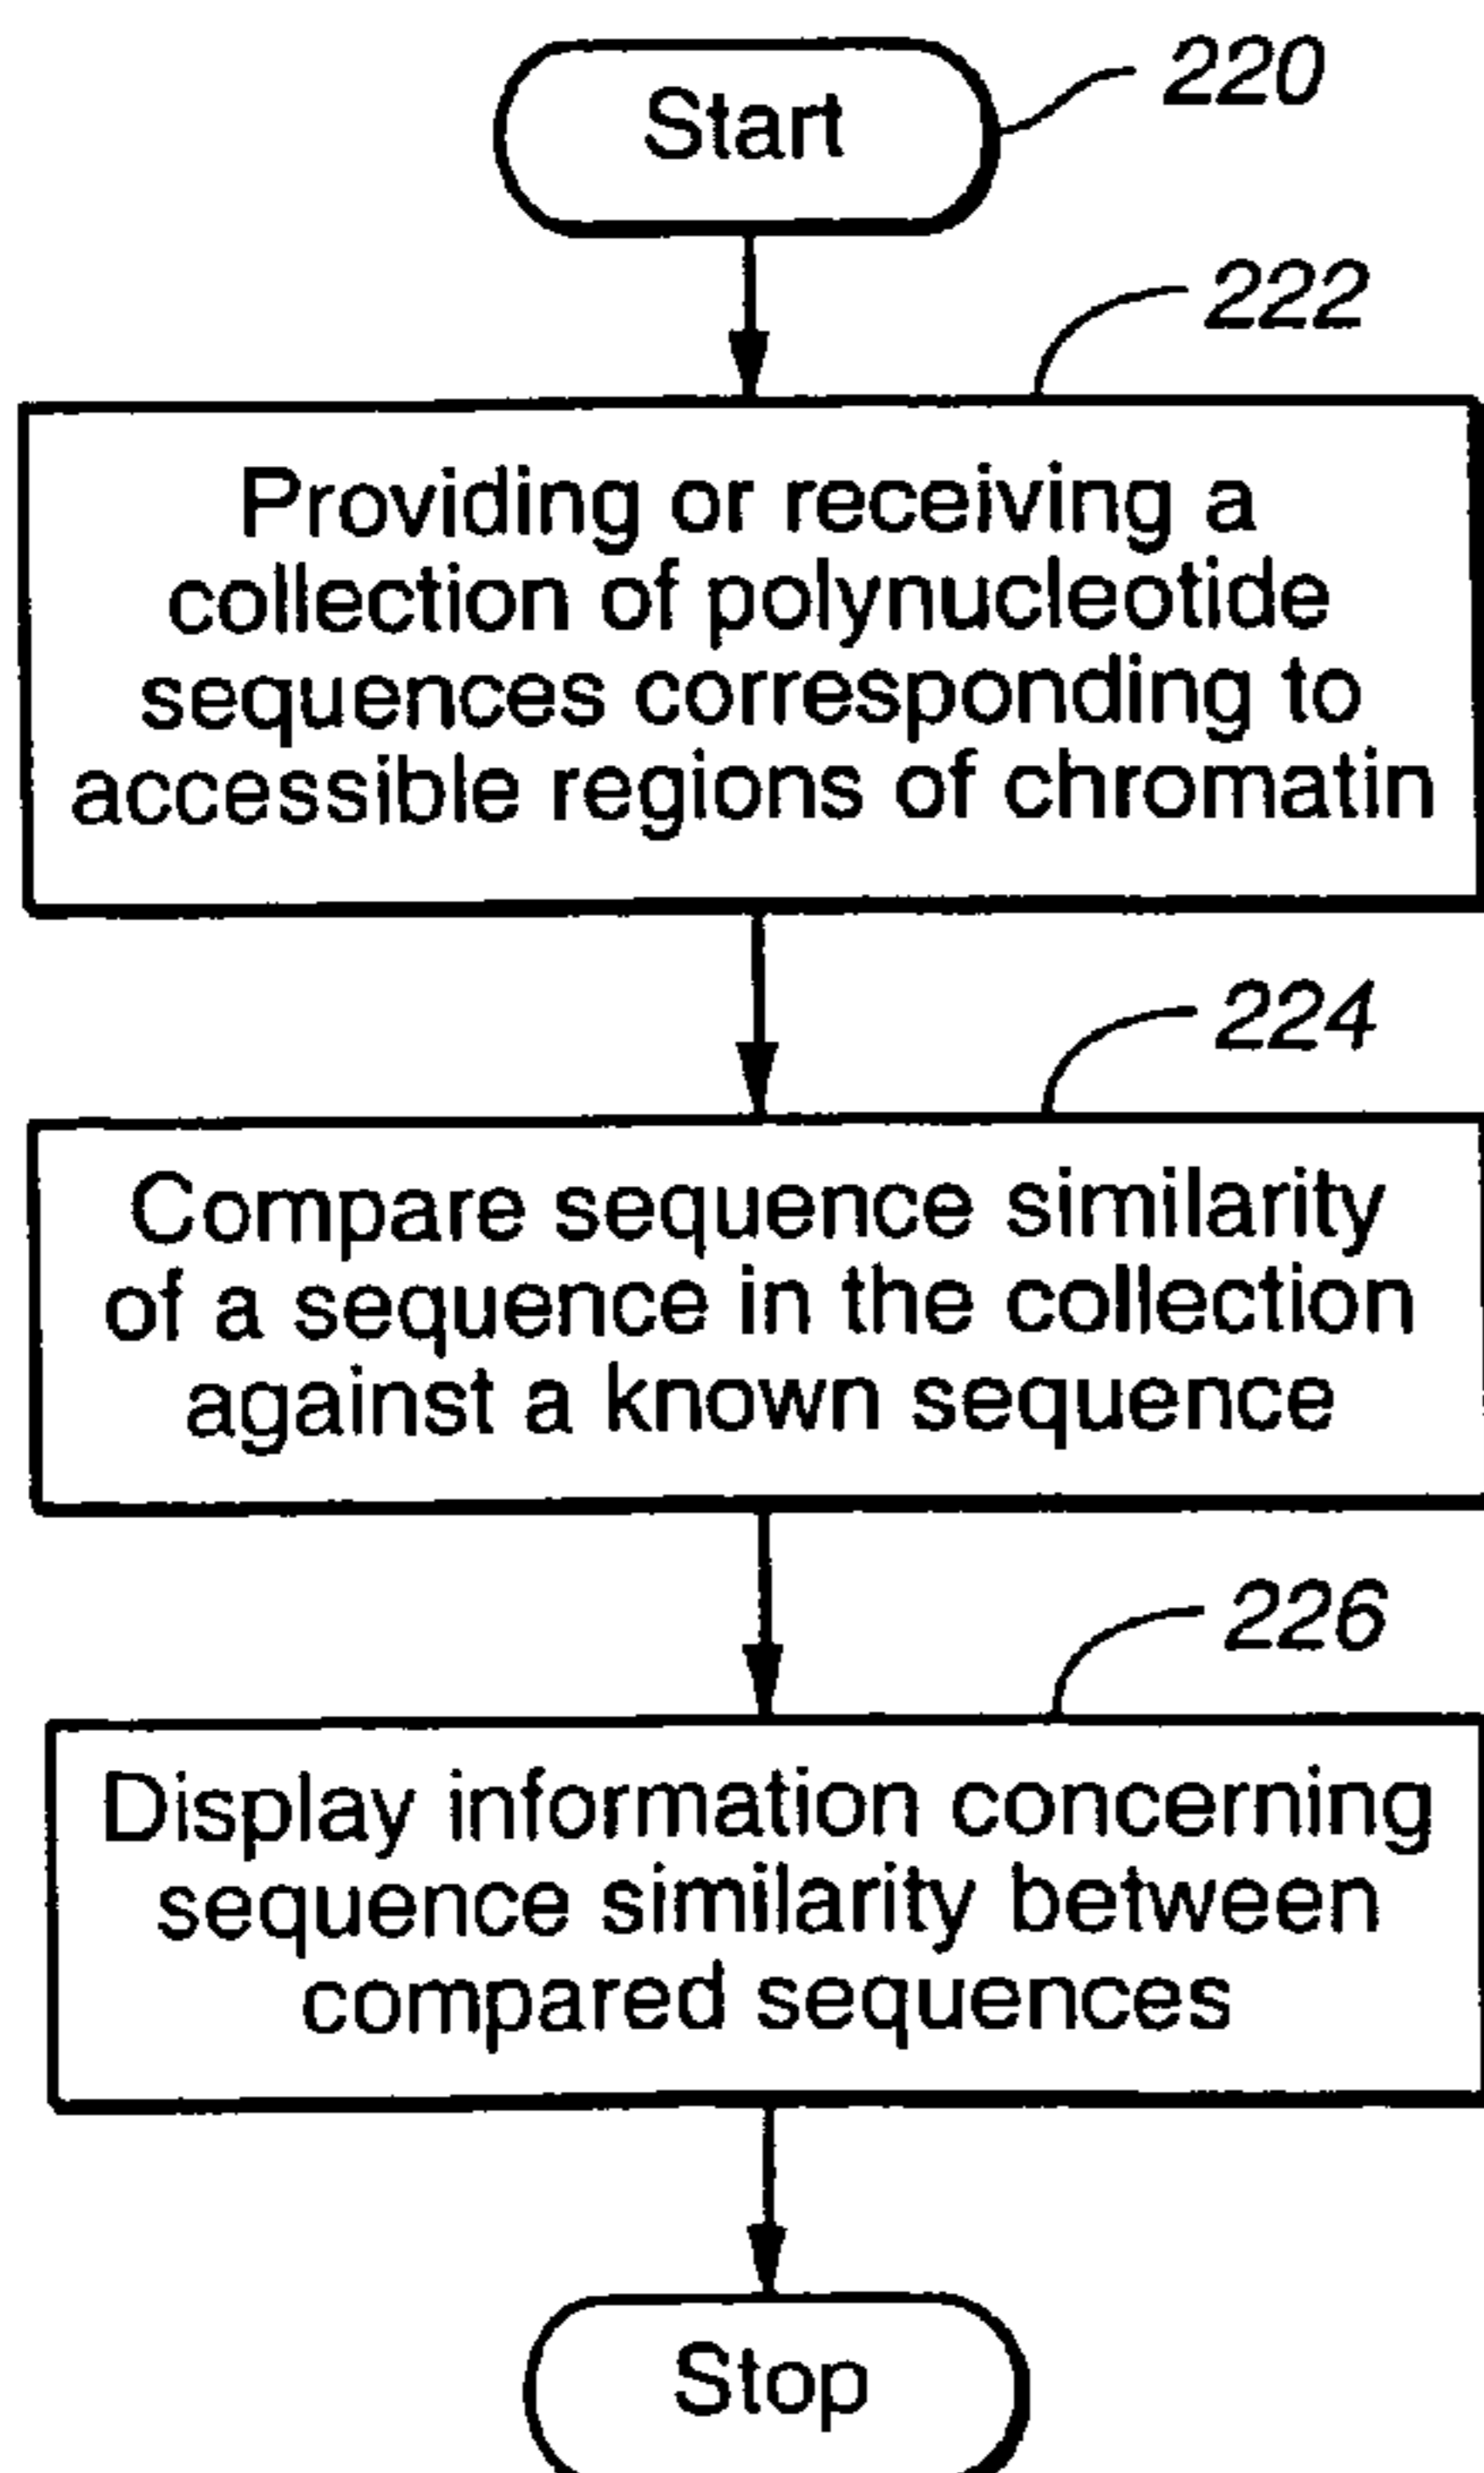 Start
220
222
Providing or receiving a
collection of polynucleotide
sequences corresponding to
accessible regions of chromatin
224
Compare sequence similarity
of a sequence in the collection
against a known sequence
226
Display information concerning
sequence similarity between
compared sequences
Stop